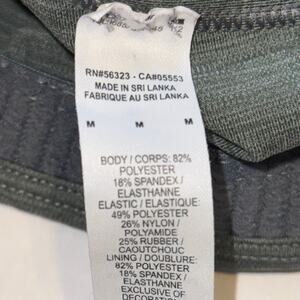 RN#56323 - CA#05553
MADE IN SRI LANKA
FABRIQUE AU SRI LANKA
M M M
BODY / CORPS: 82%
POLYESTER
18% SPANDEX /
ELASTHANNE
ELASTIC / ELASTIQUE:
49% POLYESTER
26% NYLON /
POLYAMIDE
25% RUBBER /
CAOUTCHOUC
LINING / DOUBLURE:
82% POLYESTER
18% SPANDEX /
ELASTHANNE
EXCLUSIVE OF